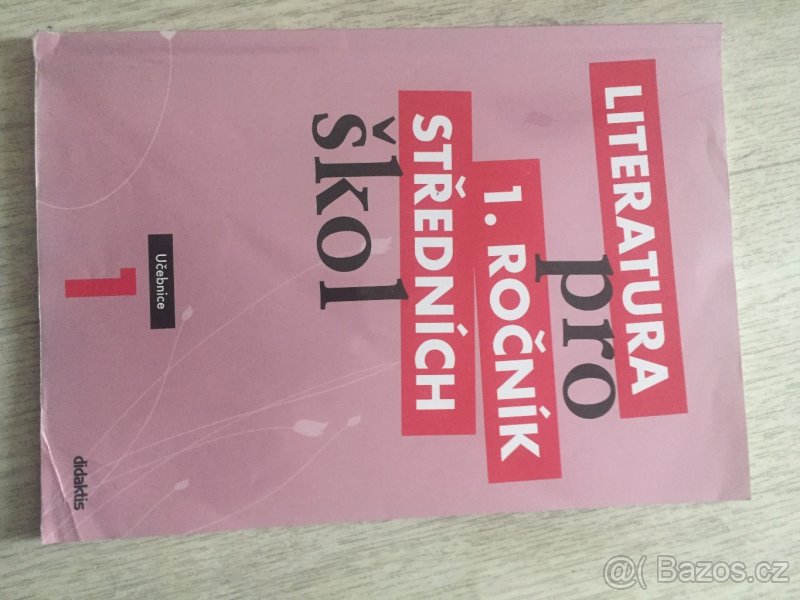 LITERATURA
pro
1. ROČNÍK
STŘEDNÍCH
škol
Učebnice
1
didaktis
@ Bazos.cz